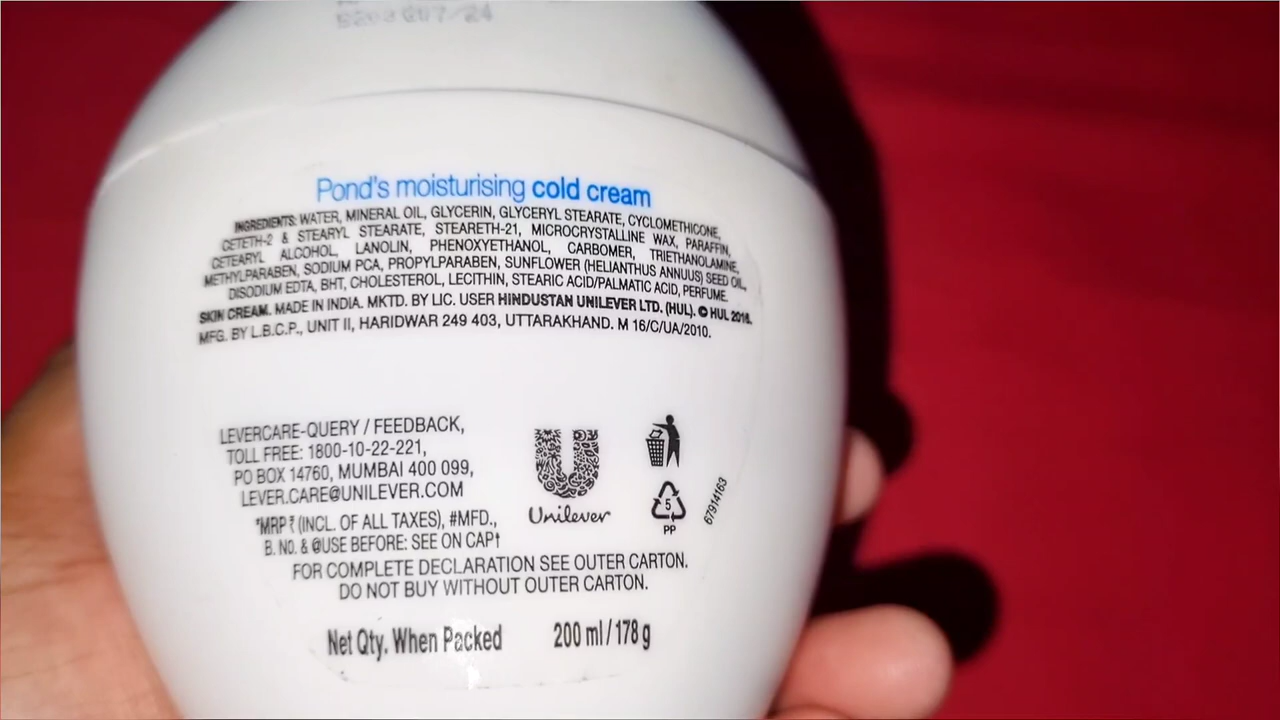 Pond's moisturising cold cream
INGREDIENTS: WATER, MINERAL OIL, GLYCERIN, GLYCERYL STEARATE, CYCLOMETHICONE,
CETETH-2 & STEARYL STEARATE, STEARETH-21, MICROCRYSTALLINE WAX, PARAFFIN,
CETEARYL ALCOHOL, LANOLIN, PHENOXYETHANOL, CARBOMER, TRIETHANOLAMINE,
METHYLPARABEN, SODIUM PCA, PROPYLPARABEN, SUNFLOWER (HELIANTHUS ANNUUS) SEED OIL,
DISODIUM EDTA, BHT, CHOLESTEROL, LECITHIN, STEARIC ACID/PALMATIC ACID, PERFUME.
SKIN CREAM. MADE IN INDIA. MKTD. BY LIC. USER HINDUSTAN UNILEVER LTD. (HUL). © HUL 2016.
MFG. BY L.B.C.P., UNIT II, HARIDWAR 249 403, UTTARAKHAND. M 16/C/UA/2010.
LEVERCARE-QUERY / FEEDBACK,
TOLL FREE: 1800-10-22-221,
PO BOX 14760, MUMBAI 400 099,
LEVER.CARE@UNILEVER.COM
*MRP ₹ (INCL. OF ALL TAXES), #MFD.,
B. NO. & @USE BEFORE: SEE ON CAP†
Unilever
5
PP
67914163
FOR COMPLETE DECLARATION SEE OUTER CARTON.
DO NOT BUY WITHOUT OUTER CARTON.
Net Qty. When Packed 200 ml / 178 g